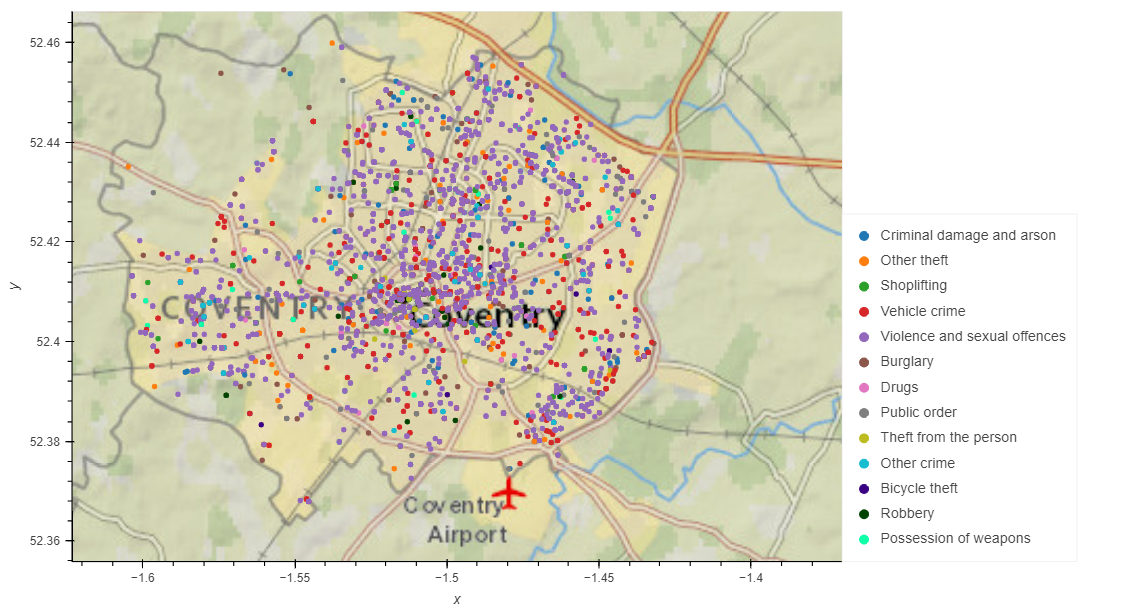 52.46
52.44
52.42
52.4
52.38
52.36
y
COVENTRY
Coventry
Coventry
Airport
−1.6
−1.55
−1.5
−1.45
−1.4
x
Criminal damage and arson
Other theft
Shoplifting
Vehicle crime
Violence and sexual offences
Burglary
Drugs
Public order
Theft from the person
Other crime
Bicycle theft
Robbery
Possession of weapons